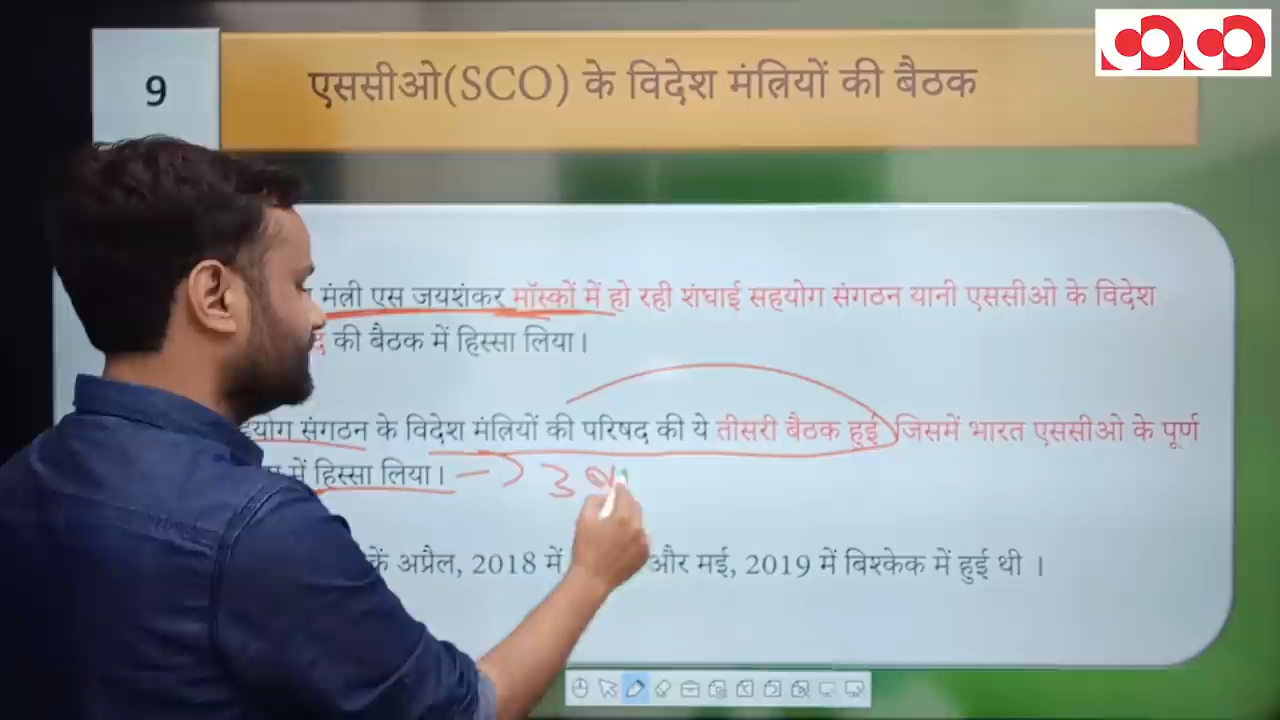 9
एससीओ(SCO) के विदेश मंत्रियों की बैठक
मंत्री एस जयशंकर मॉस्कों में हो रही शंघाई सहयोग संगठन यानी एससीओ के विदेश
की बैठक में हिस्सा लिया।
संगठन के विदेश मंत्रियों की परिषद की ये तीसरी बैठक हुई जिसमें भारत एससीओ के पूर्ण
में हिस्सा लिया।
3
अप्रैल, 2018 में और मई, 2019 में बिश्केक में हुई थी ।